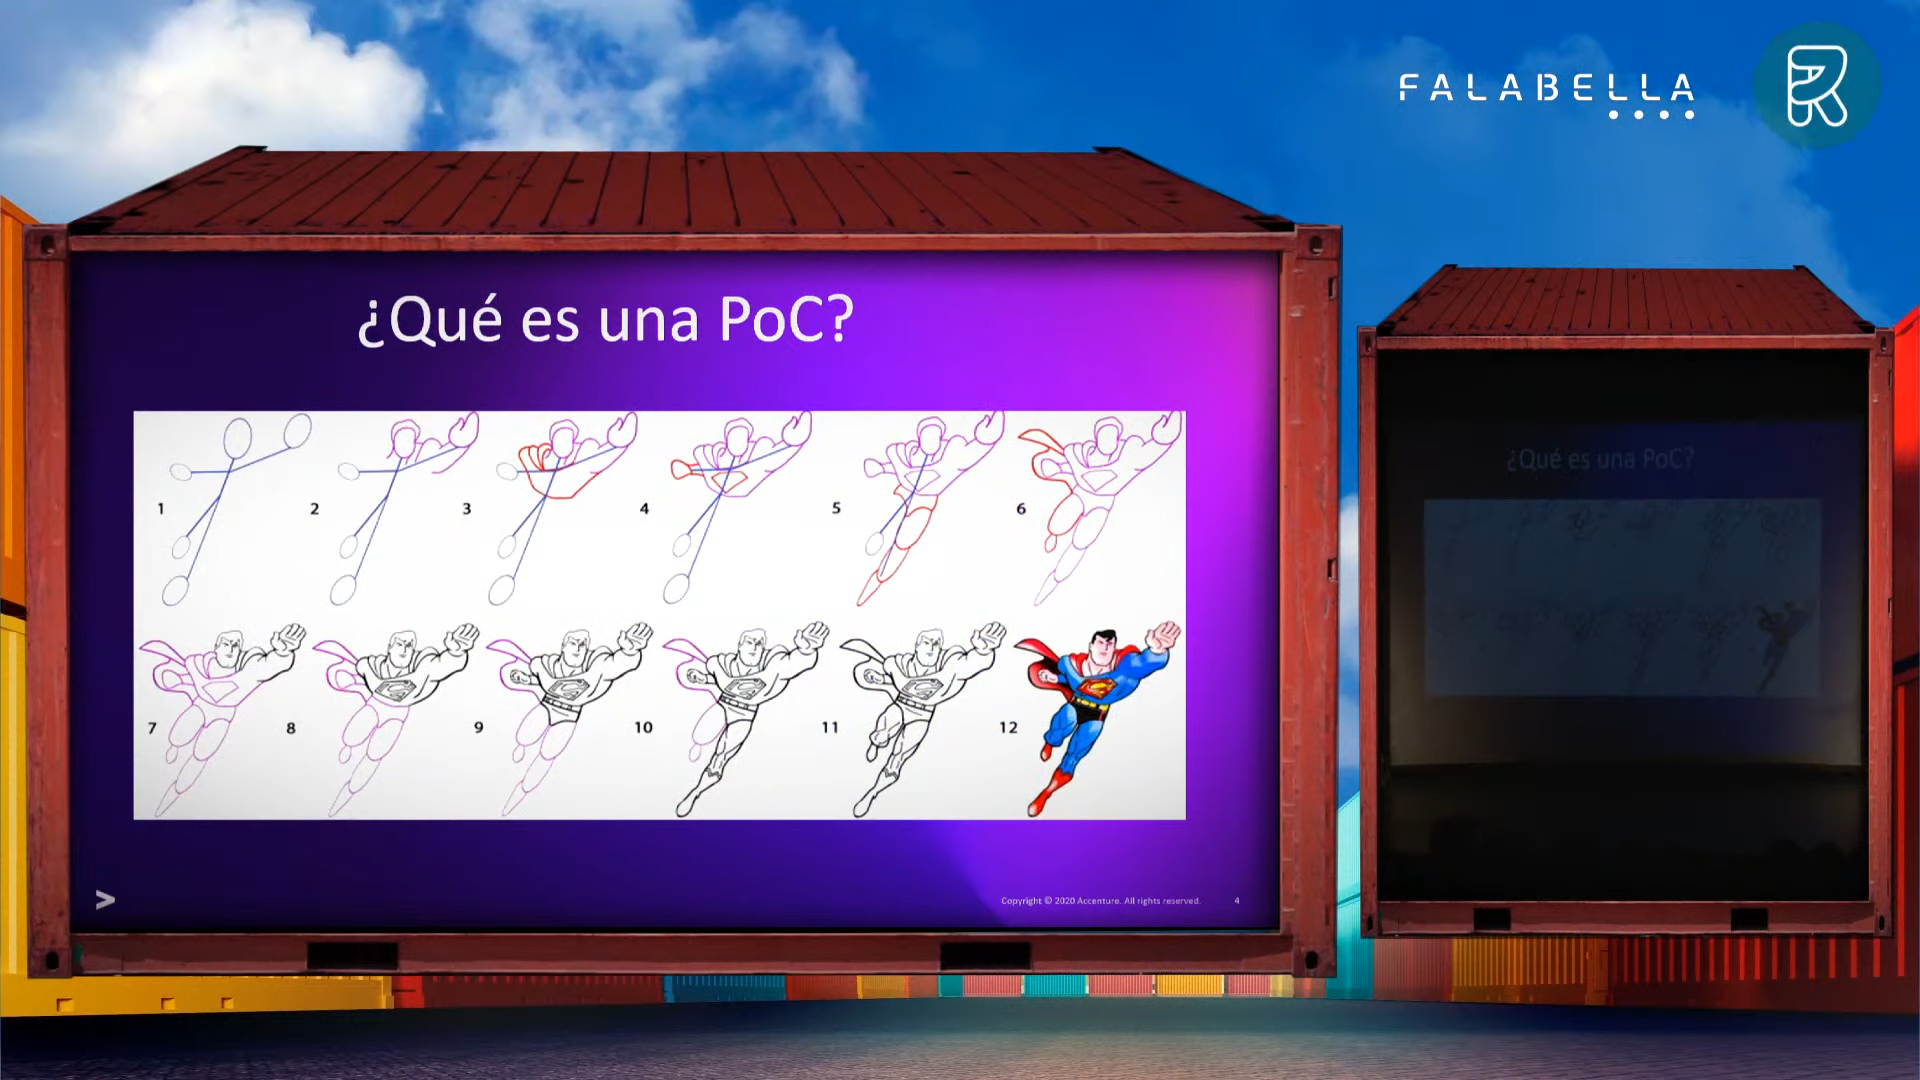 FALABELLA
¿Qué es una PoC?
1 2 3 4 5 6
7 8 9 10 11 12
> Copyright © 2020 Accenture. All rights reserved. 4
¿Qué es una PoC?